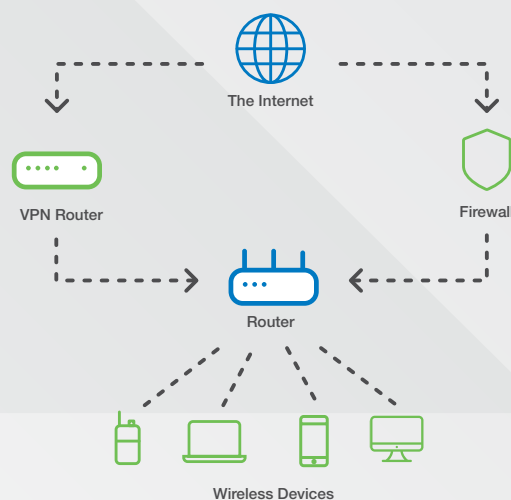 The Internet
VPN Router
Firewall
Router
Wireless Devices